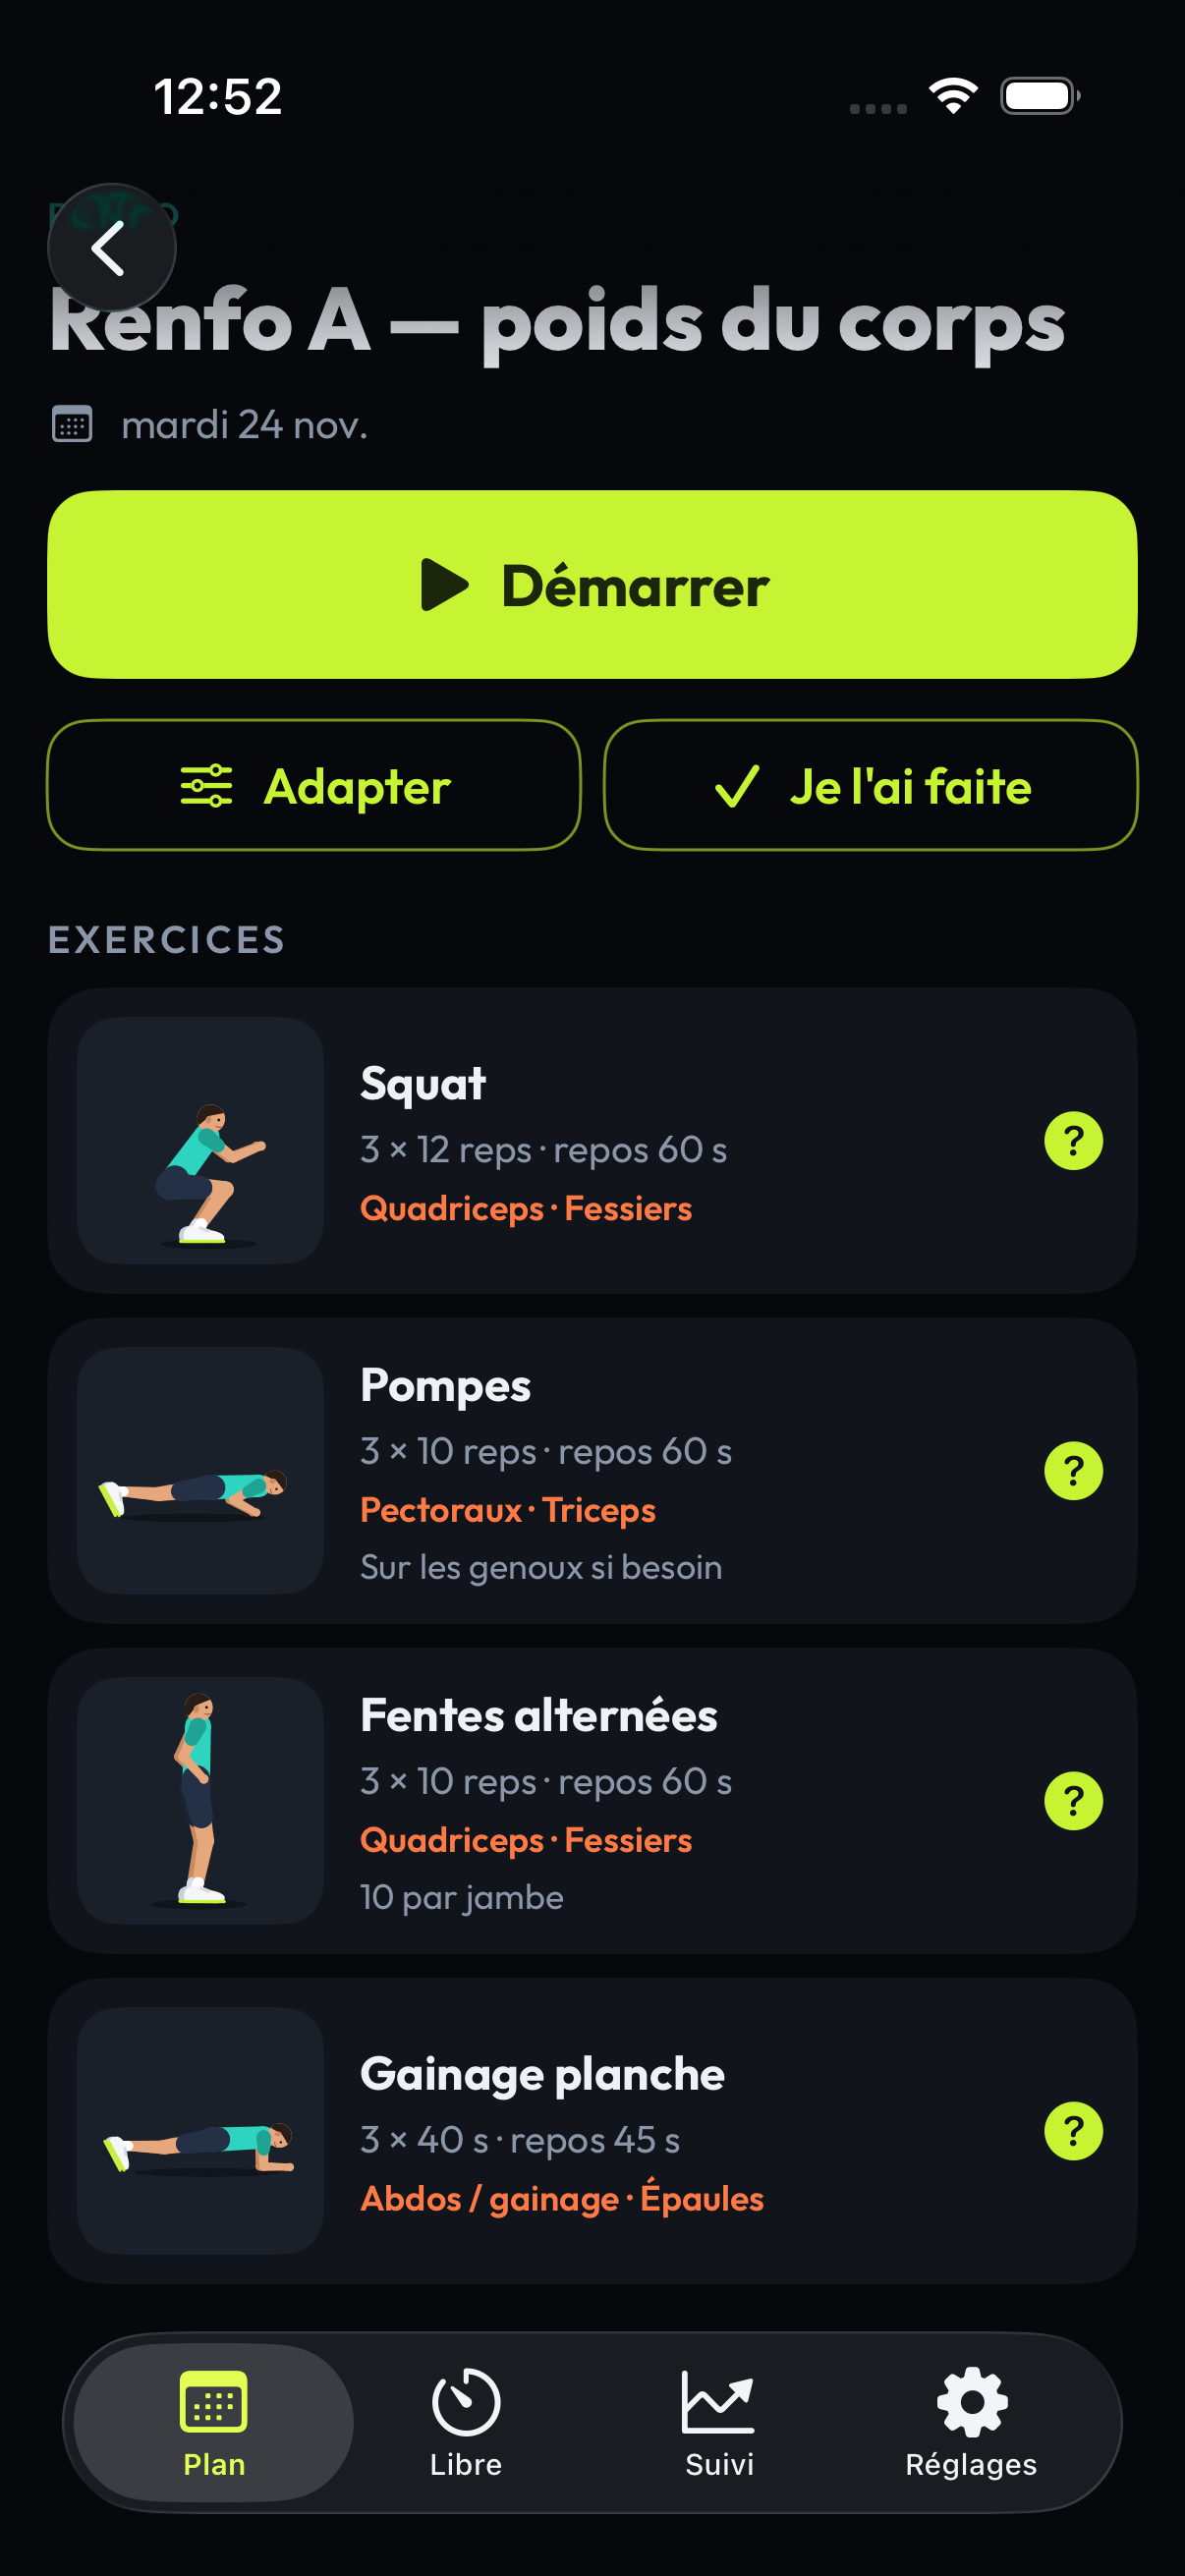 12:52
Renfo A — poids du corps
mardi 24 nov.
Démarrer
Adapter
Je l'ai faite
EXERCICES
Squat
3 × 12 reps · repos 60 s
Quadriceps · Fessiers
?
Pompes
3 × 10 reps · repos 60 s
Pectoraux · Triceps
Sur les genoux si besoin
?
Fentes alternées
3 × 10 reps · repos 60 s
Quadriceps · Fessiers
10 par jambe
?
Gainage planche
3 × 40 s · repos 45 s
Abdos / gainage · Épaules
?
Plan
Libre
Suivi
Réglages